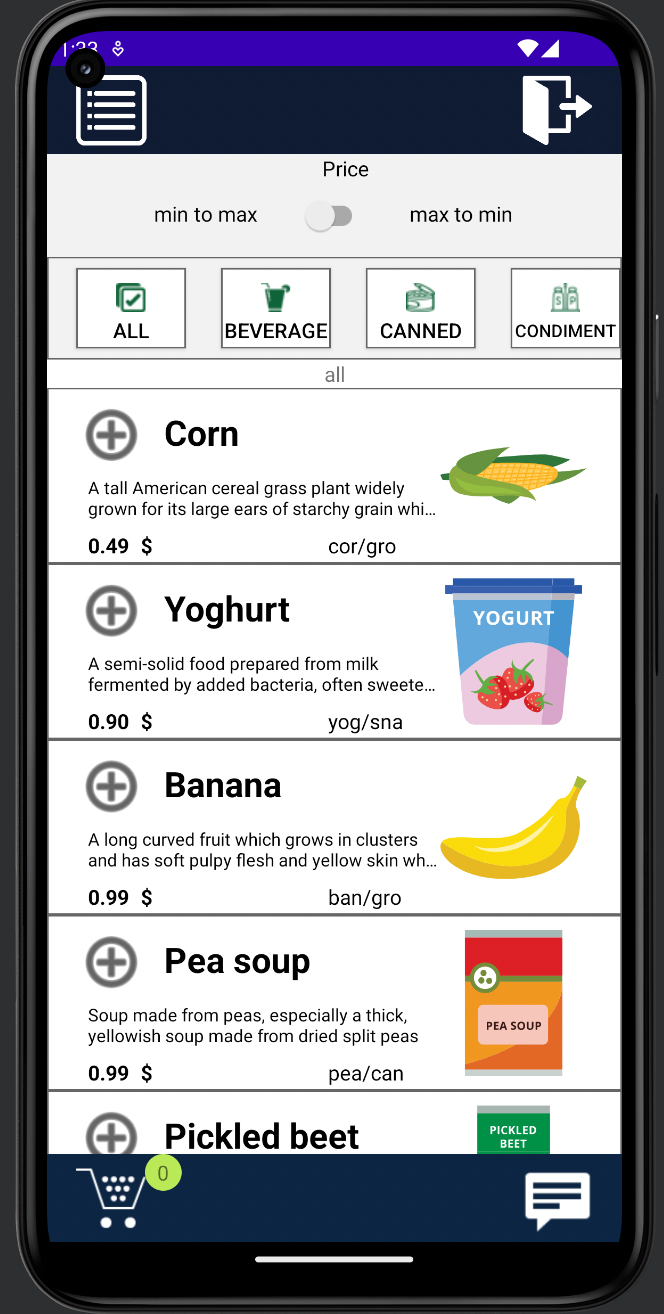 1:33
Price
min to max
max to min
ALL
BEVERAGE
CANNED
CONDIMENT
all
Corn
A tall American cereal grass plant widely
grown for its large ears of starchy grain whi...
0.49 $
cor/gro
Yoghurt
YOGURT
A semi-solid food prepared from milk
fermented by added bacteria, often sweete...
0.90 $
yog/sna
Banana
A long curved fruit which grows in clusters
and has soft pulpy flesh and yellow skin wh...
0.99 $
ban/gro
Pea soup
PEA SOUP
Soup made from peas, especially a thick,
yellowish soup made from dried split peas
0.99 $
pea/can
Pickled beet
PICKLED
BEET
0